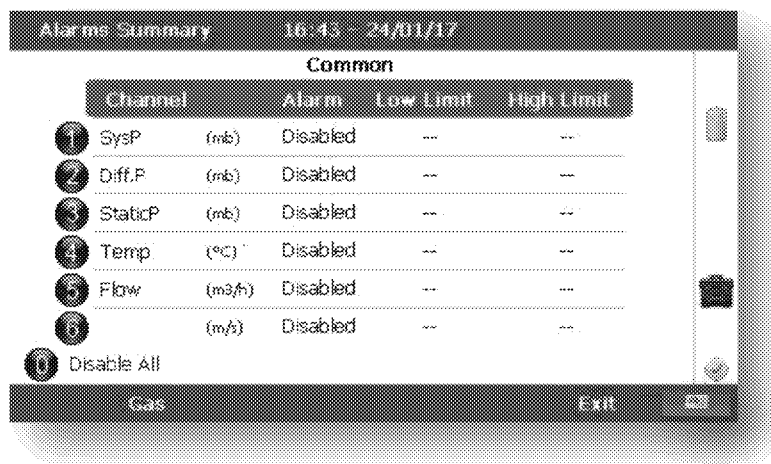 Alarms Summary 16:43 - 24/01/17
Common
Channel Alarm Low Limit High Limit
1 SysP (mb) Disabled -- --
2 Diff.P (mb) Disabled -- --
3 StaticP (mb) Disabled -- --
4 Temp (°C) Disabled -- --
5 Flow (m3/h) Disabled -- --
6 (m/s) Disabled -- --
0 Disable All
Gas Exit